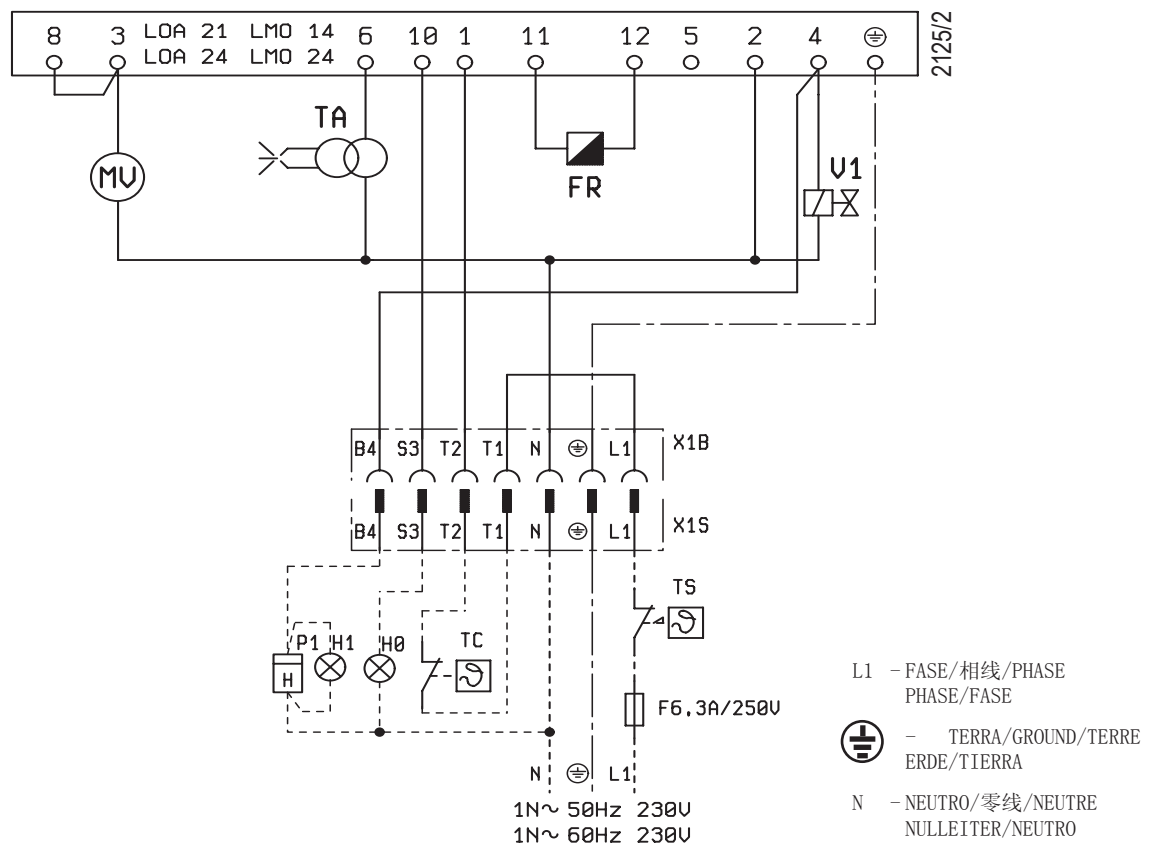 8 3 LOA 21 LMO 14 6 10 1 11 12 5 2 4
LOA 24 LMO 24
2125/2
TA
MV
FR
V1
B4 S3 T2 T1 N L1 X1B
B4 S3 T2 T1 N L1 X1S
TS
P1 H1 H0 TC
H
F6,3A/250V
N L1
1N~ 50Hz 230V
1N~ 60Hz 230V
L1 - FASE/相线/PHASE
PHASE/FASE
- TERRA/GROUND/TERRE
ERDE/TIERRA
N - NEUTRO/零线/NEUTRE
NULLEITER/NEUTRO